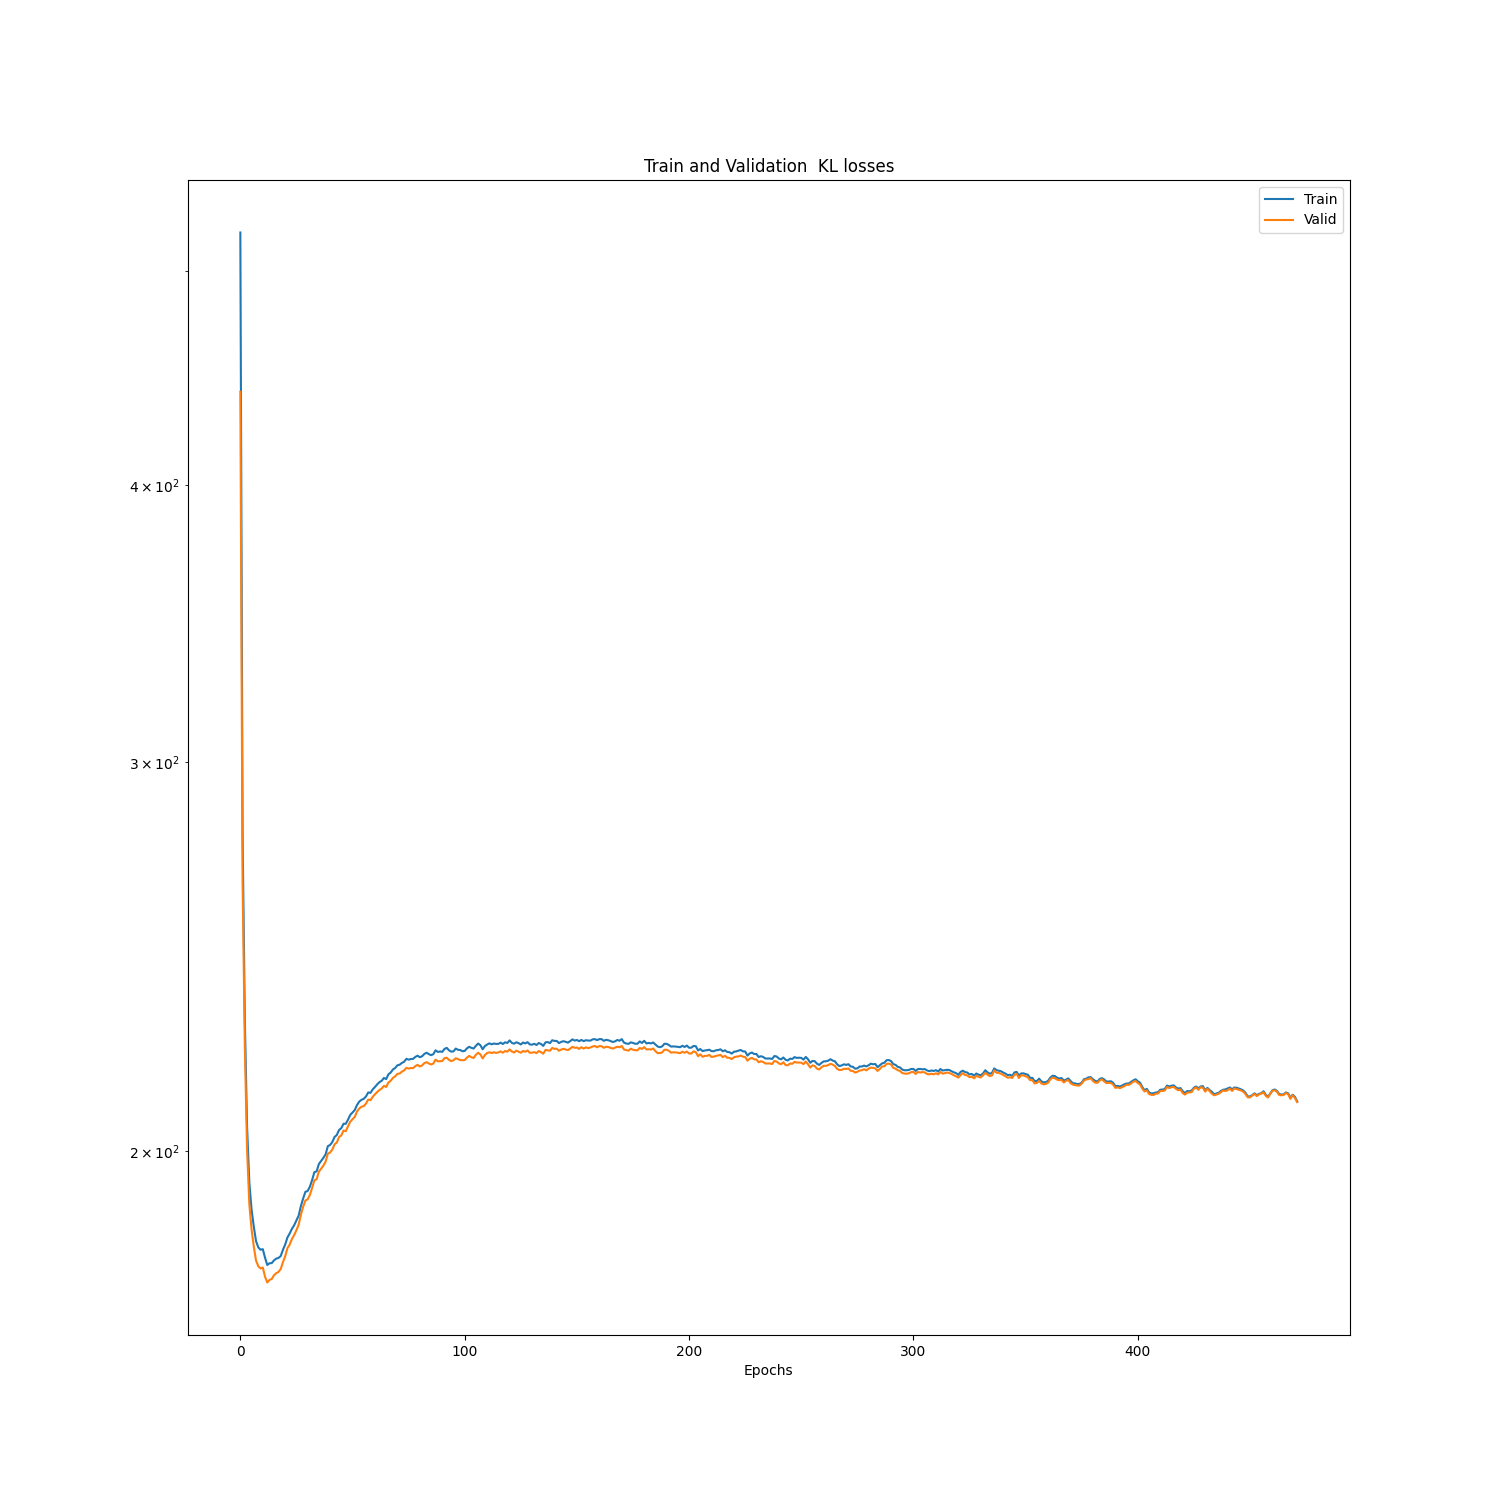 Train and Validation  KL losses
Train
Valid
4 × 10²
3 × 10²
2 × 10²
0 100 200 300 400
Epochs